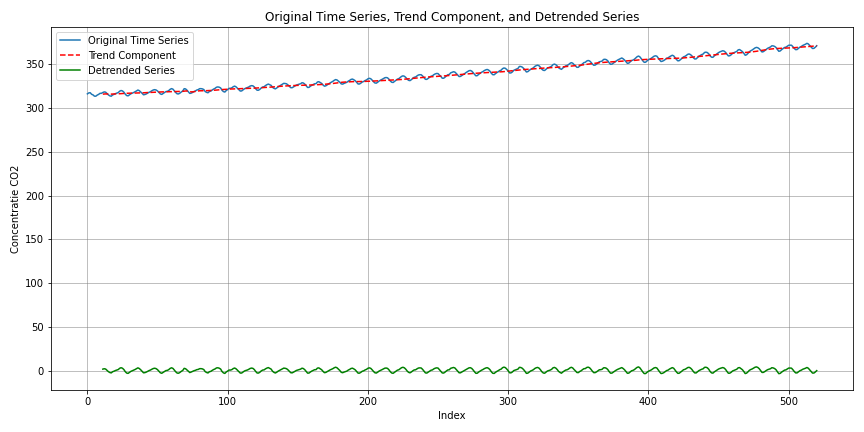 Original Time Series, Trend Component, and Detrended Series
Original Time Series
Trend Component
Detrended Series
350
300
250
200
150
100
50
0
Concentratie CO2
0 100 200 300 400 500
Index